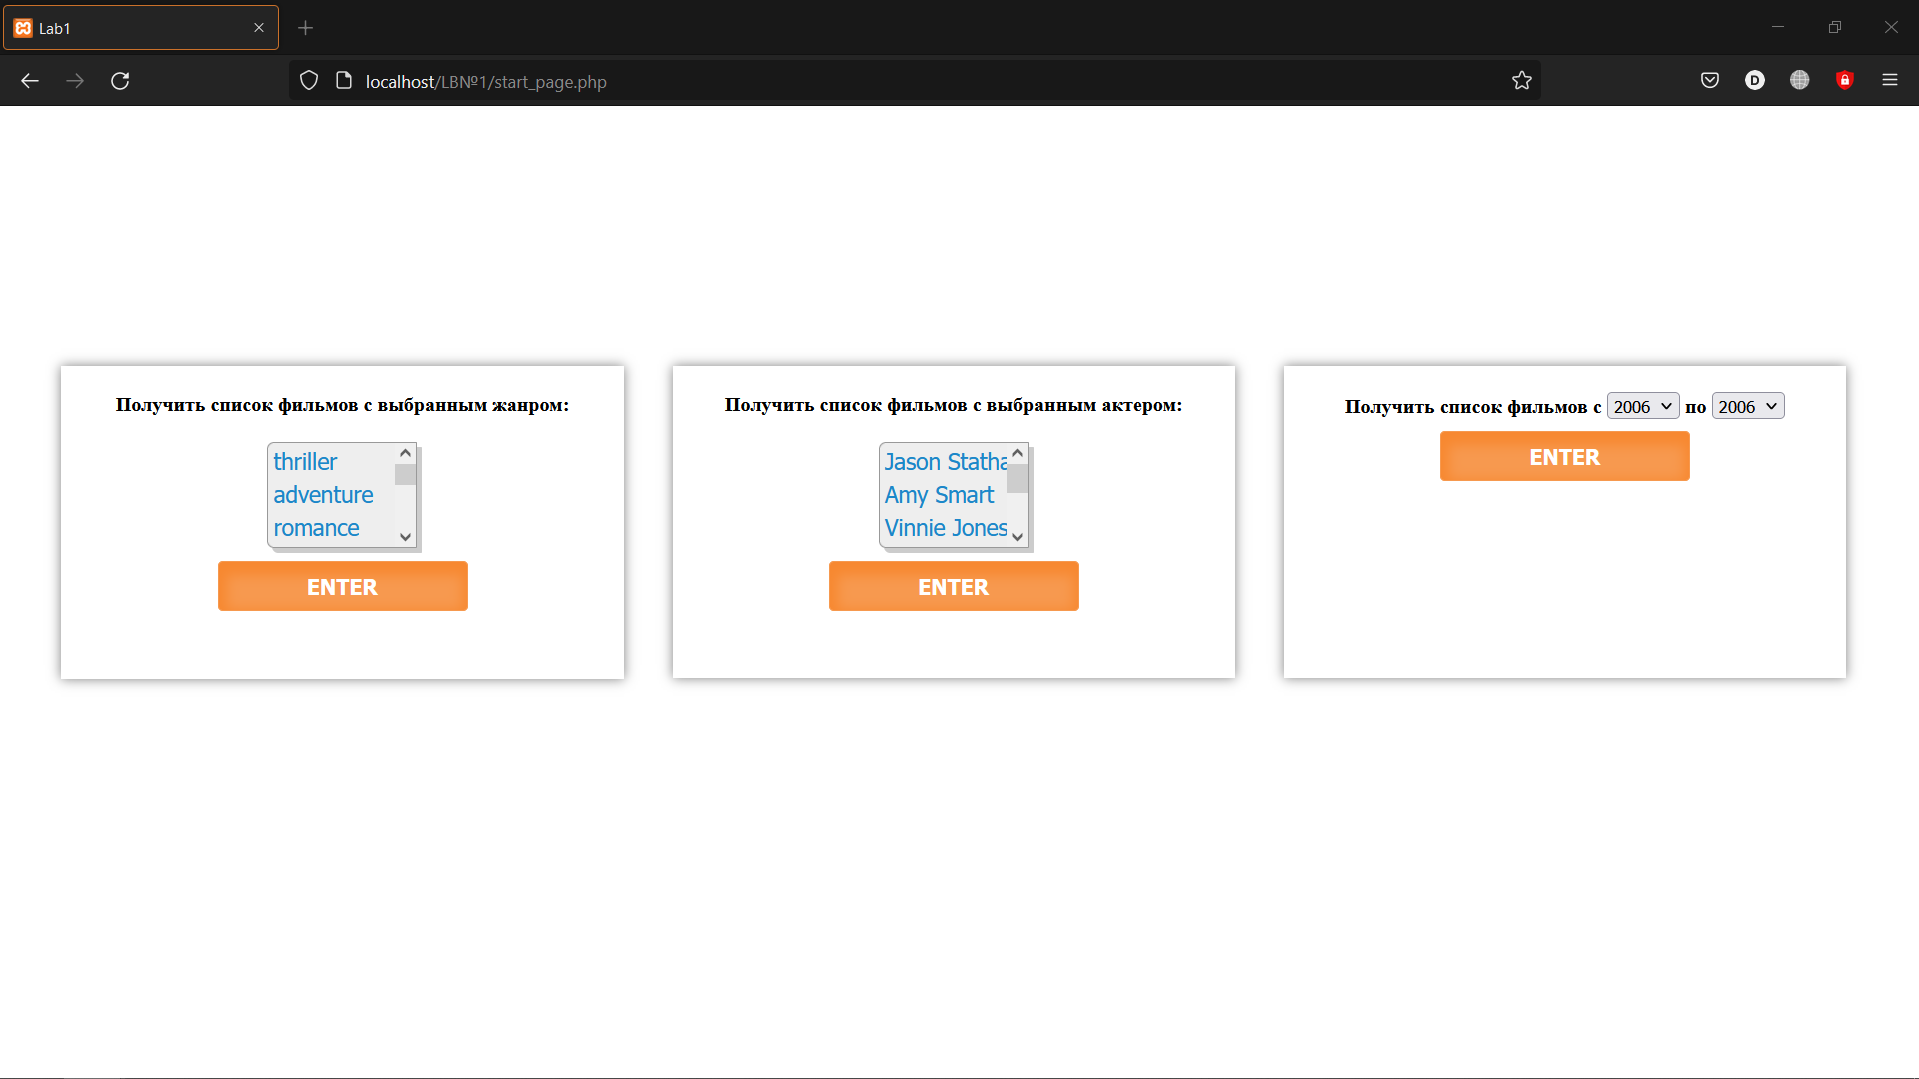 Lab1
localhost/LB№1/start_page.php
D
Получить список фильмов с выбранным жанром:
thriller
adventure
romance
ENTER
Получить список фильмов с выбранным актером:
Jason Statha
Amy Smart
Vinnie Jones
ENTER
Получить список фильмов с 2006 по 2006
ENTER